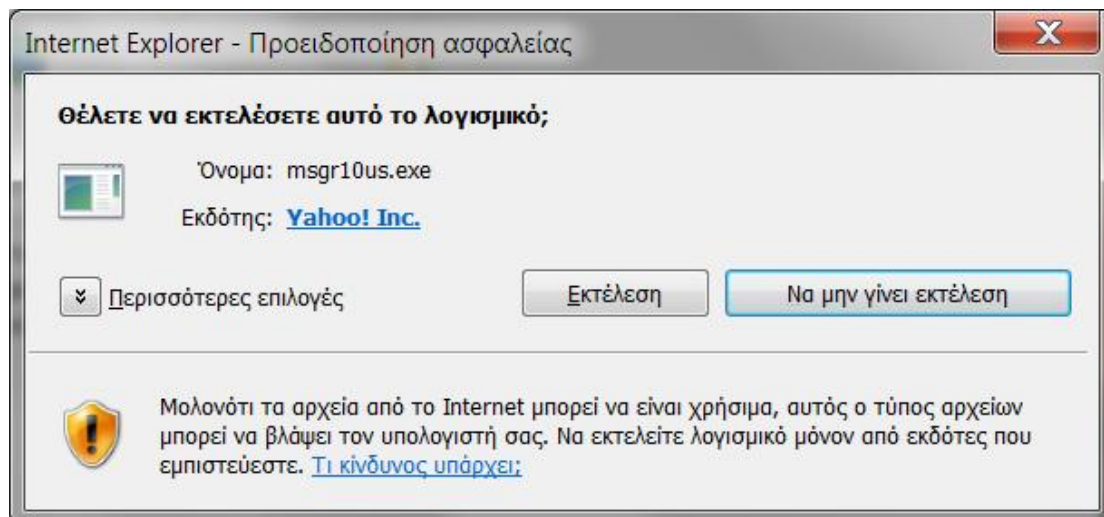 Internet Explorer - Προειδοποίηση ασφαλείας
Θέλετε να εκτελέσετε αυτό το λογισμικό;
Όνομα: msgr10us.exe
Εκδότης: Yahoo! Inc.
Περισσότερες επιλογές
Εκτέλεση
Να μην γίνει εκτέλεση
Μολονότι τα αρχεία από το Internet μπορεί να είναι χρήσιμα, αυτός ο τύπος αρχείων
μπορεί να βλάψει τον υπολογιστή σας. Να εκτελείτε λογισμικό μόνον από εκδότες που
εμπιστεύεστε. Τι κίνδυνος υπάρχει;